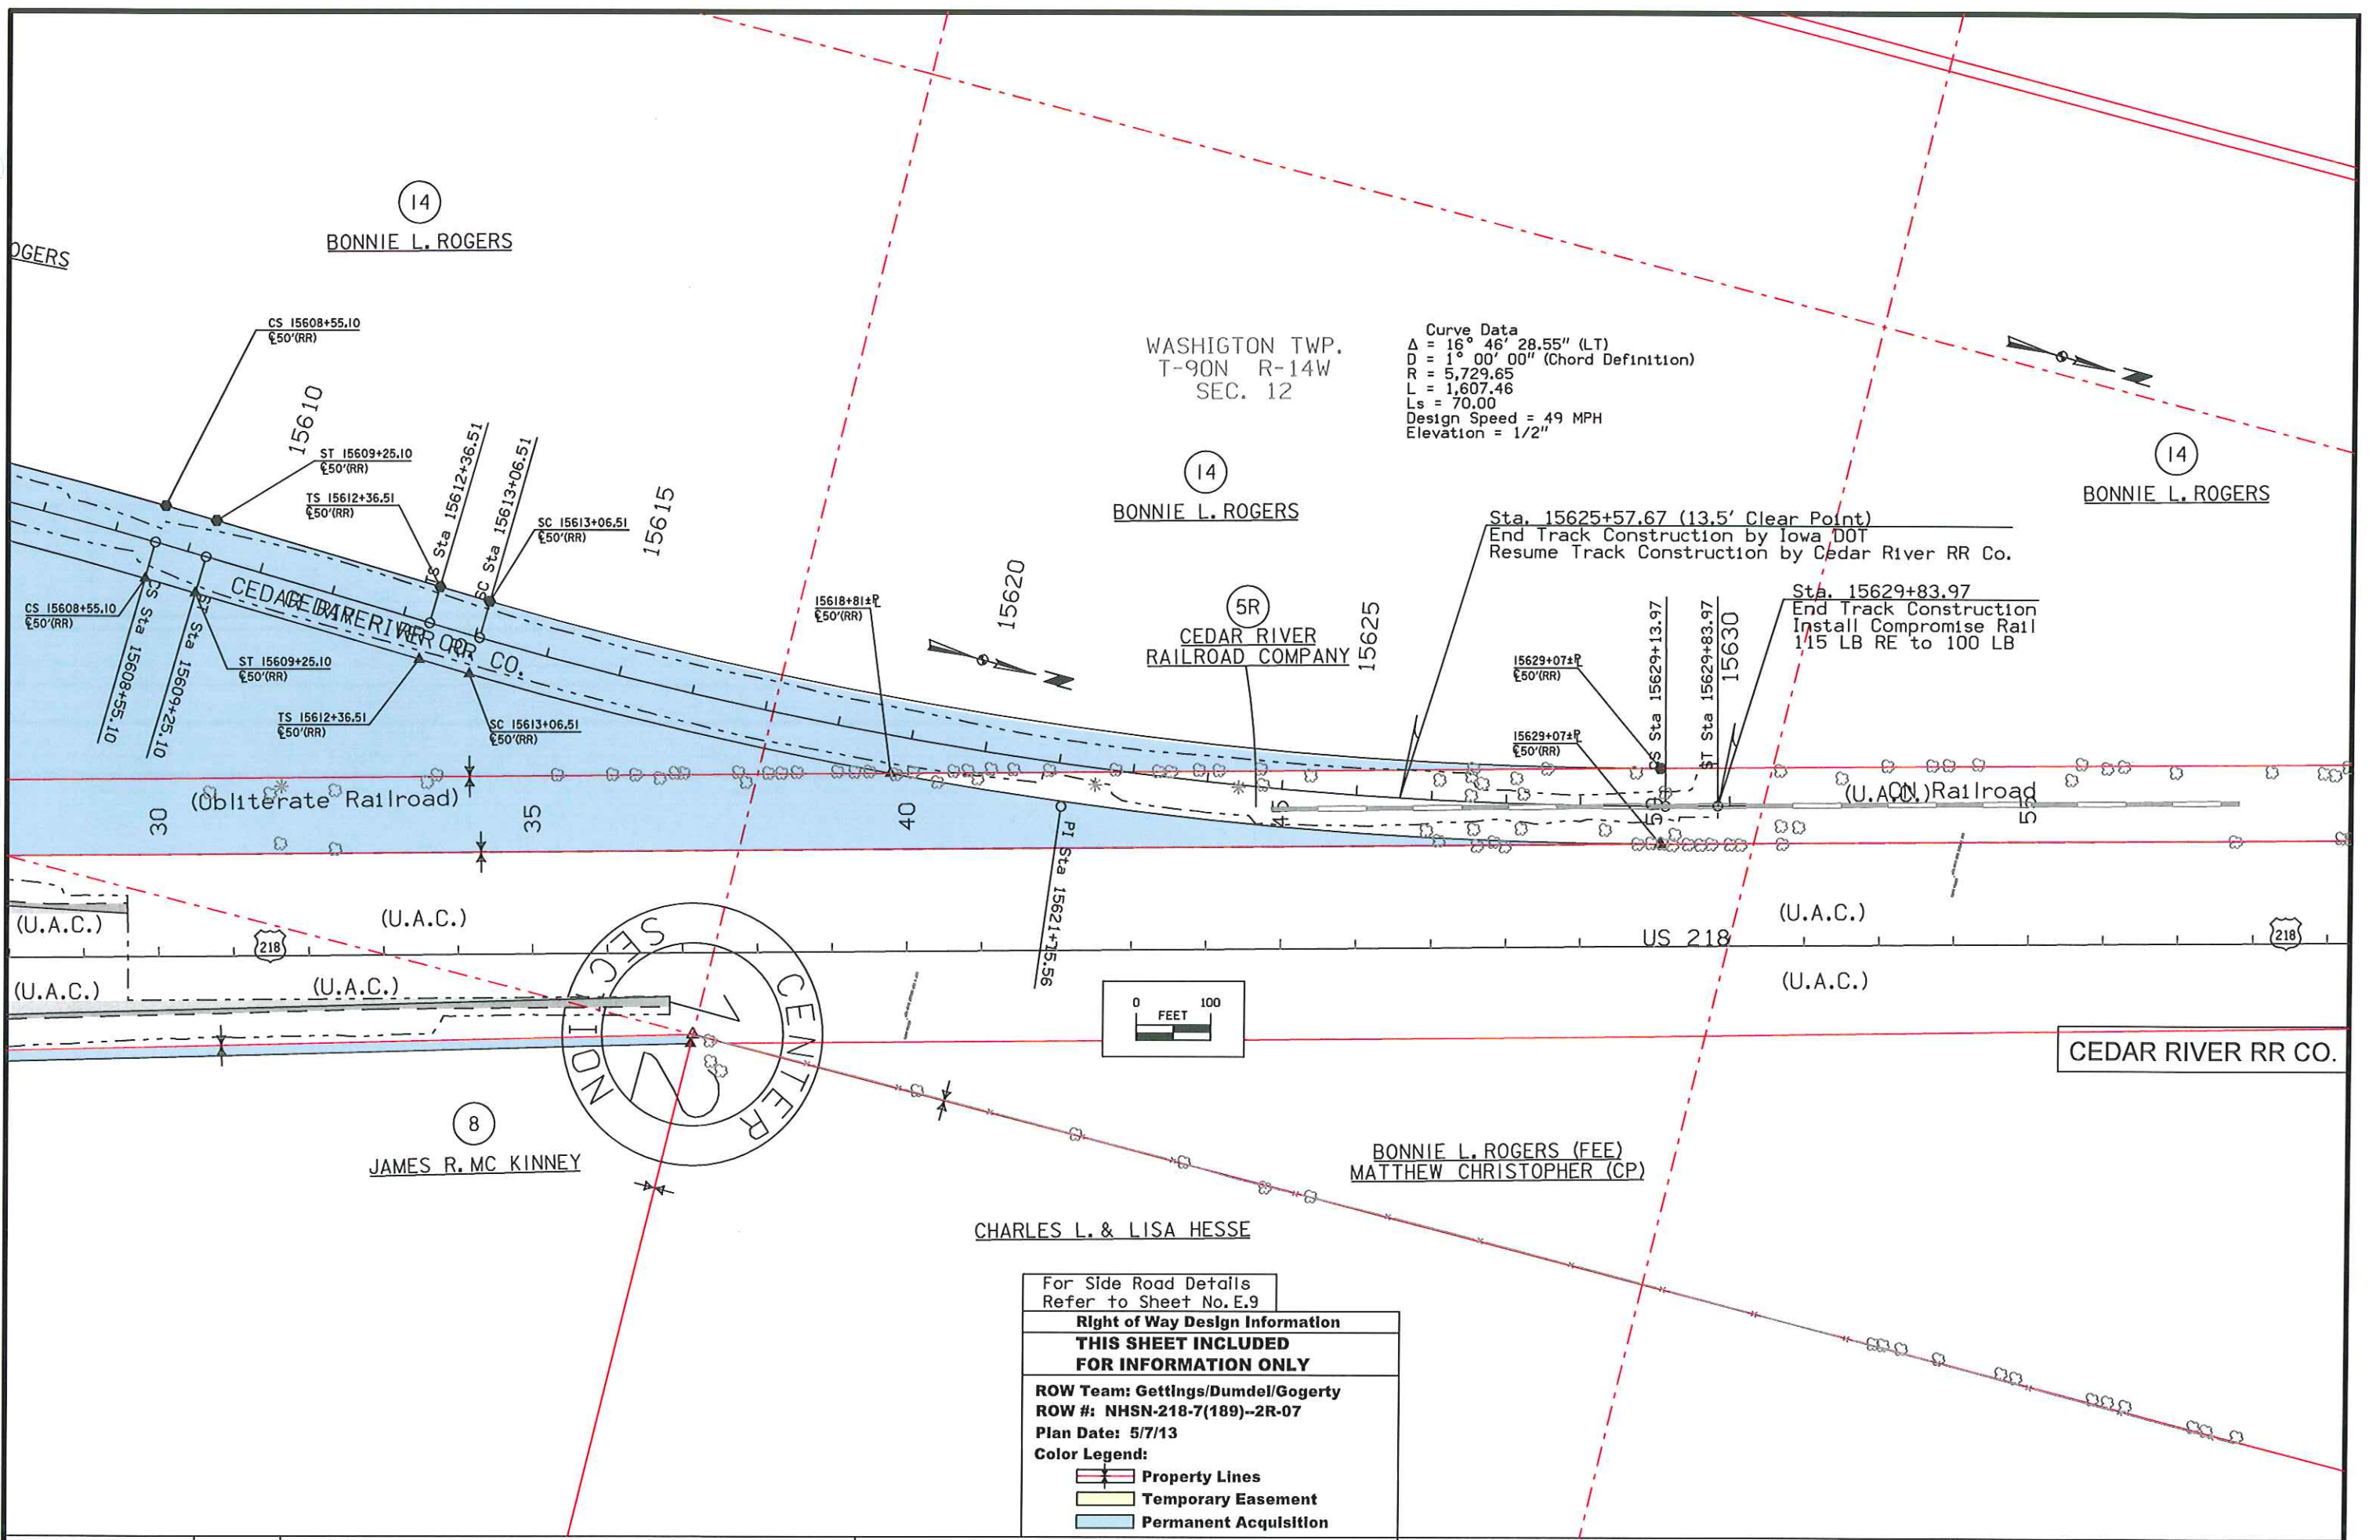 14
BONNIE L. ROGERS
OGERS
CS 15608+55.10
℄50'(RR)
15610
ST 15609+25.10
℄50'(RR)
TS 15612+36.51
℄50'(RR)
TS Sta 15612+36.51
SC Sta 15613+06.51
SC 15613+06.51
℄50'(RR)
15615
WASHIGTON TWP.
T-90N R-14W
SEC. 12
Curve Data
Δ = 16° 46' 28.55" (LT)
D = 1° 00' 00" (Chord Definition)
R = 5,729.65
L = 1,607.46
Ls = 70.00
Design Speed = 49 MPH
Elevation = 1/2"
N
14
BONNIE L. ROGERS
14
BONNIE L. ROGERS
Sta. 15625+57.67 (13.5' Clear Point)
End Track Construction by Iowa DOT
Resume Track Construction by Cedar River RR Co.
Sta. 15629+83.97
End Track Construction
Install Compromise Rail
115 LB RE to 100 LB
15618+81±℄
℄50'(RR)
15620
N
5R
CEDAR RIVER
RAILROAD COMPANY
15625
15629+07±℄
℄50'(RR)
15629+07±℄
℄50'(RR)
CS Sta 15629+13.97
ST Sta 15629+83.97
15630
CS 15608+55.10
℄50'(RR)
CS Sta 15608+55.10
ST Sta 15609+25.10
CEDAR RIVER RR CO.
CEDAR RIVER RR CO.
ST 15609+25.10
℄50'(RR)
TS 15612+36.51
℄50'(RR)
SC 15613+06.51
℄50'(RR)
(Obliterate Railroad)
30
35
40
45
50
55
(U.A.C.)
CN Railroad
PI Sta 15621+15.56
(U.A.C.)
(U.A.C.)
218
US 218
(U.A.C.)
218
(U.A.C.)
(U.A.C.)
(U.A.C.)
CENTER
SECTION
12
0 100
FEET
CEDAR RIVER RR CO.
8
JAMES R. MC KINNEY
BONNIE L. ROGERS (FEE)
MATTHEW CHRISTOPHER (CP)
CHARLES L. & LISA HESSE
For Side Road Details
Refer to Sheet No. E.9
Right of Way Design Information
THIS SHEET INCLUDED
FOR INFORMATION ONLY
ROW Team: Gettings/Dumdei/Gogerty
ROW #: NHSN-218-7(189)--2R-07
Plan Date: 5/7/13
Color Legend:
Property Lines
Temporary Easement
Permanent Acquisition